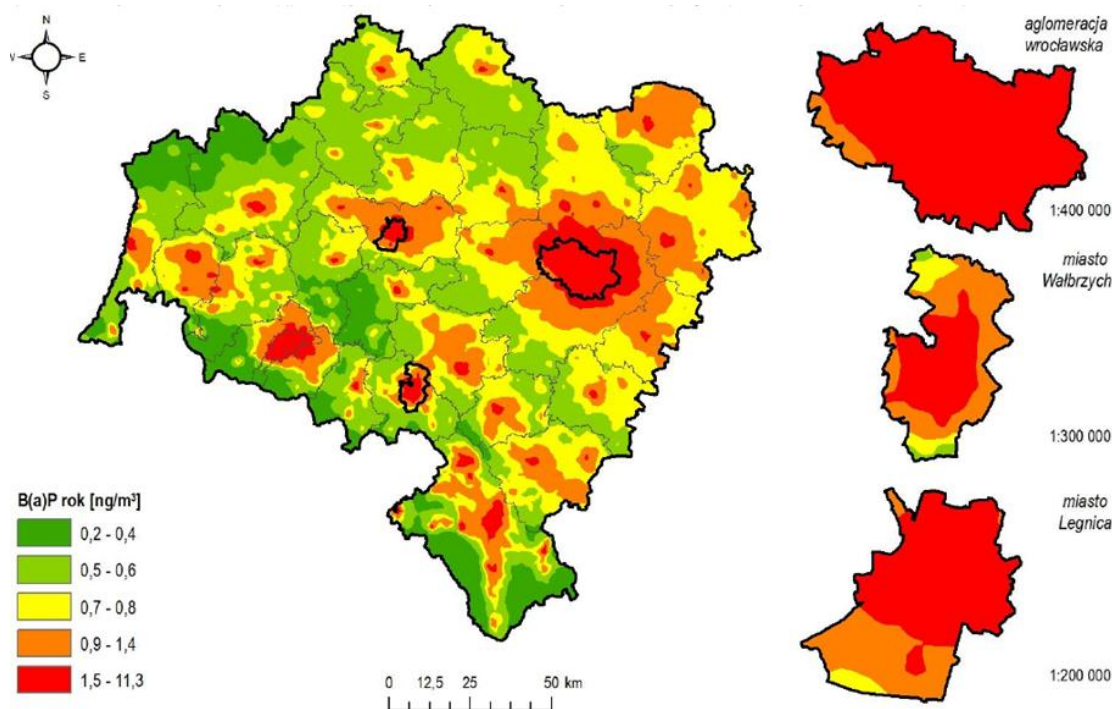 N
E
S
aglomeracja
wrocławska
1:400 000
miasto
Wałbrzych
1:300 000
miasto
Legnica
1:200 000
B(a)P rok [ng/m³]
0,2 - 0,4
0,5 - 0,6
0,7 - 0,8
0,9 - 1,4
1,5 - 11,3
0 12,5 25 50 km